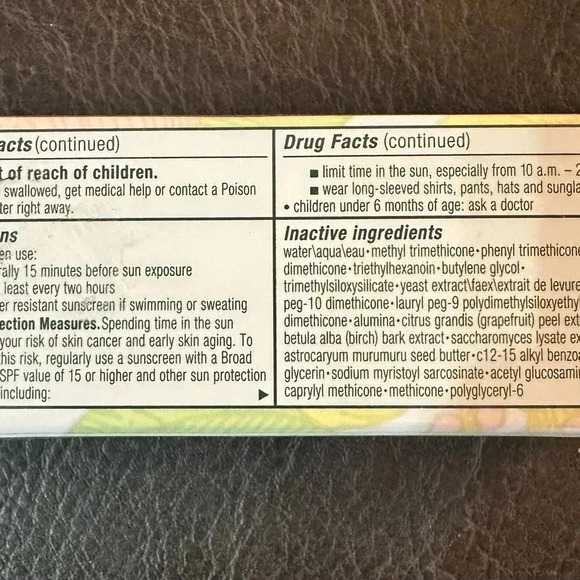 acts (continued)
t of reach of children.
swallowed, get medical help or contact a Poison
ter right away.
ns
en use:
rally 15 minutes before sun exposure
least every two hours
er resistant sunscreen if swimming or sweating
ection Measures. Spending time in the sun
your risk of skin cancer and early skin aging. To
this risk, regularly use a sunscreen with a Broad
SPF value of 15 or higher and other sun protection
including:
Drug Facts (continued)
■ limit time in the sun, especially from 10 a.m. – 2
■ wear long-sleeved shirts, pants, hats and sungla
• children under 6 months of age: ask a doctor
Inactive ingredients
water\aqua\eau•methyl trimethicone•phenyl trimethicone
dimethicone•triethylhexanoin•butylene glycol•
trimethylsiloxysilicate•yeast extract\faex\extrait de levure
peg-10 dimethicone•lauryl peg-9 polydimethylsiloxyethyl
dimethicone•alumina•citrus grandis (grapefruit) peel extr
betula alba (birch) bark extract•saccharomyces lysate ex
astrocaryum murumuru seed butter•c12-15 alkyl benzoa
glycerin•sodium myristoyl sarcosinate•acetyl glucosamin
caprylyl methicone•methicone•polyglyceryl-6